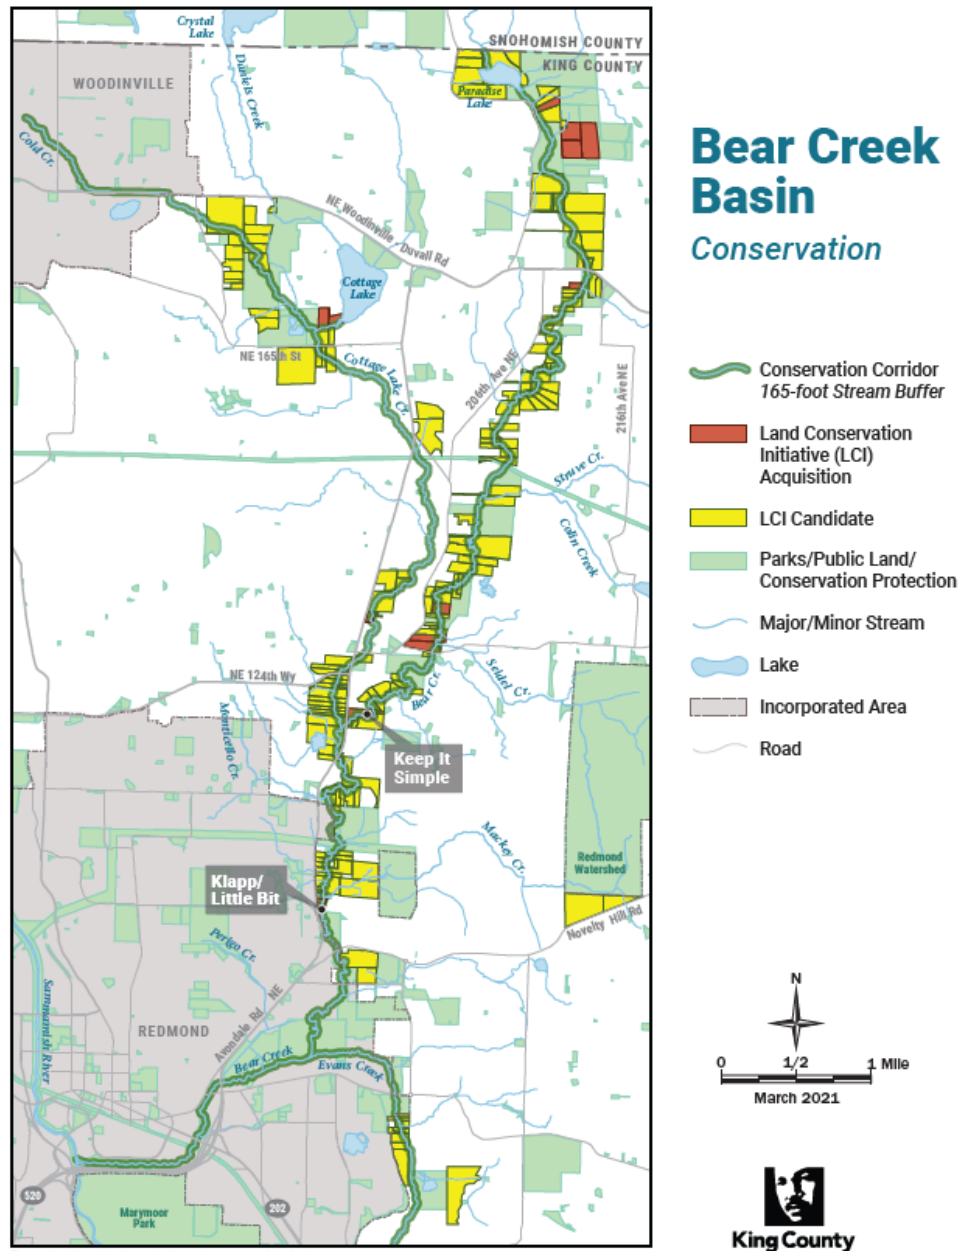 Crystal
Lake
SNOHOMISH COUNTY
KING COUNTY
WOODINVILLE
Daniels Creek
Paradise
Lake
Cold Cr.
NE Woodinville - Duvall Rd
Cottage
Lake
NE 165th St
Cottage Lake Cr.
206th Ave NE
216th Ave NE
Struve Cr.
Colin Creek
NE 124th Wy
Seidel Cr.
Bear Cr.
Monticello Cr.
Keep It
Simple
Mackey Cr.
Redmond
Watershed
Klapp/
Little Bit
Novelty Hill Rd
Perigo Cr.
Sammamish River
REDMOND
Avondale Rd NE
Bear Creek
Evans Creek
520
202
Marymoor
Park
Bear Creek
Basin
Conservation
Conservation Corridor
165-foot Stream Buffer
Land Conservation
Initiative (LCI)
Acquisition
LCI Candidate
Parks/Public Land/
Conservation Protection
Major/Minor Stream
Lake
Incorporated Area
Road
N
0 1/2 1 Mile
March 2021
King County